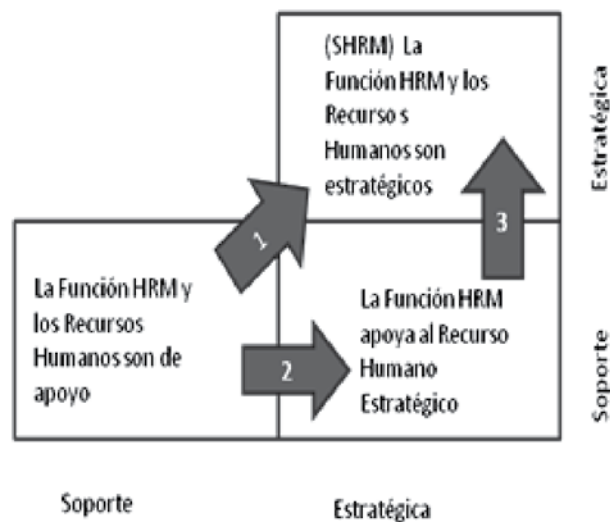 (SHRM) La
Función HRM y los
Recurso s
Humanos son
estratégicos
Estratégica
1
3
La Función HRM y
los Recursos
Humanos son de
apoyo
2
La Función HRM
apoya al Recurso
Humano
Estratégico
Soporte
Soporte
Estratégica